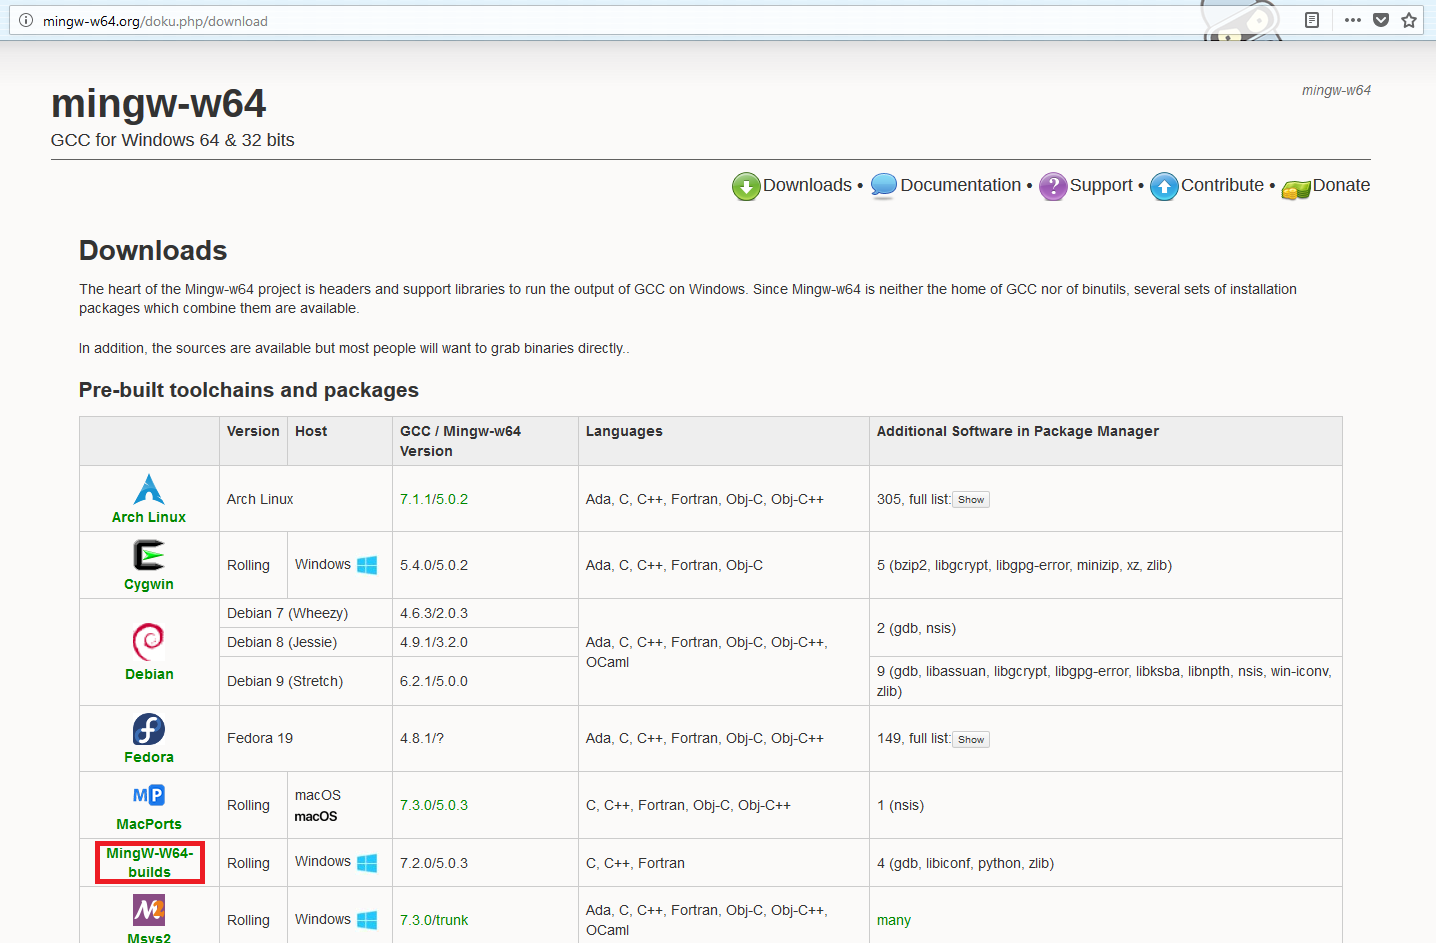 mingw-w64.org/doku.php/download
mingw-w64
mingw-w64
GCC for Windows 64 & 32 bits
Downloads • Documentation • ? Support • Contribute • Donate
Downloads
The heart of the Mingw-w64 project is headers and support libraries to run the output of GCC on Windows. Since Mingw-w64 is neither the home of GCC nor of binutils, several sets of installation
packages which combine them are available.
In addition, the sources are available but most people will want to grab binaries directly..
Pre-built toolchains and packages
Version Host GCC / Mingw-w64 Languages Additional Software in Package Manager
Version
Arch Linux 7.1.1/5.0.2 Ada, C, C++, Fortran, Obj-C, Obj-C++ 305, full list: Show
Arch Linux
Rolling Windows 5.4.0/5.0.2 Ada, C, C++, Fortran, Obj-C 5 (bzip2, libgcrypt, libgpg-error, minizip, xz, zlib)
Cygwin
Debian 7 (Wheezy) 4.6.3/2.0.3
2 (gdb, nsis)
Debian 8 (Jessie) 4.9.1/3.2.0 Ada, C, C++, Fortran, Obj-C, Obj-C++,
OCaml
Debian
Debian 9 (Stretch) 6.2.1/5.0.0 9 (gdb, libassuan, libgcrypt, libgpg-error, libksba, libnpth, nsis, win-iconv,
zlib)
Fedora 19 4.8.1/? Ada, C, C++, Fortran, Obj-C, Obj-C++ 149, full list: Show
Fedora
MP
Rolling macOS 7.3.0/5.0.3 C, C++, Fortran, Obj-C, Obj-C++ 1 (nsis)
macOS
MacPorts
MingW-W64-
builds
Rolling Windows 7.2.0/5.0.3 C, C++, Fortran 4 (gdb, libiconf, python, zlib)
M2
Rolling Windows 7.3.0/trunk Ada, C, C++, Fortran, Obj-C, Obj-C++, many
OCaml
Msys2